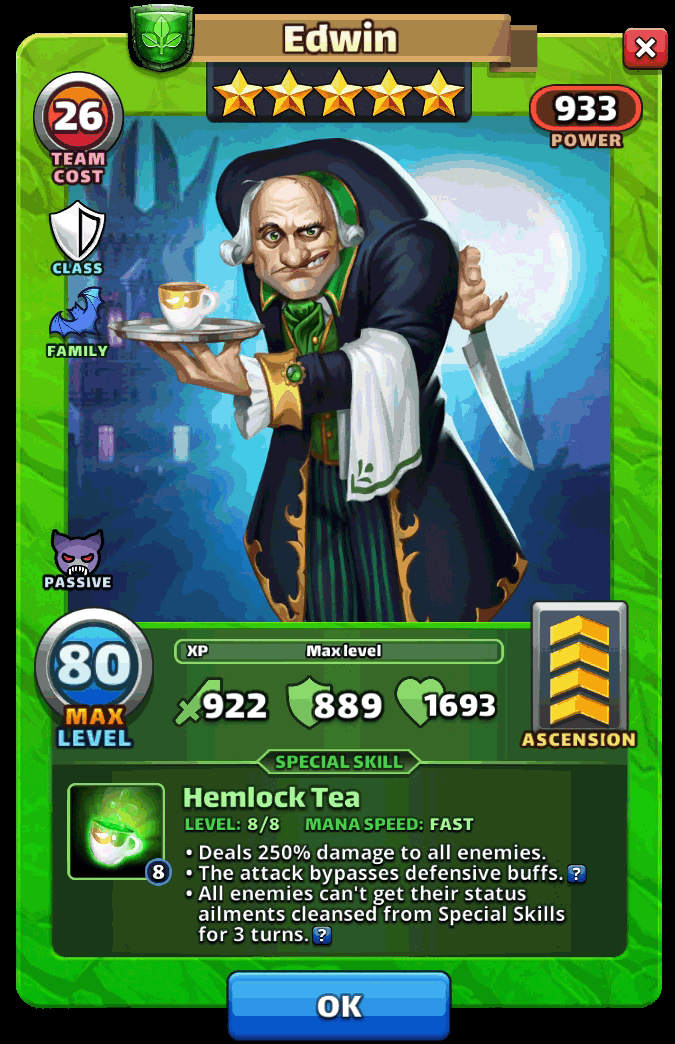 Edwin
26
TEAM
COST
933
POWER
CLASS
FAMILY
PASSIVE
80
MAX
LEVEL
XP Max level
922 889 1693
ASCENSION
SPECIAL SKILL
Hemlock Tea
LEVEL: 8/8 MANA SPEED: FAST
8
• Deals 250% damage to all enemies.
• The attack bypasses defensive buffs. ?
• All enemies can't get their status
ailments cleansed from Special Skills
for 3 turns. ?
OK